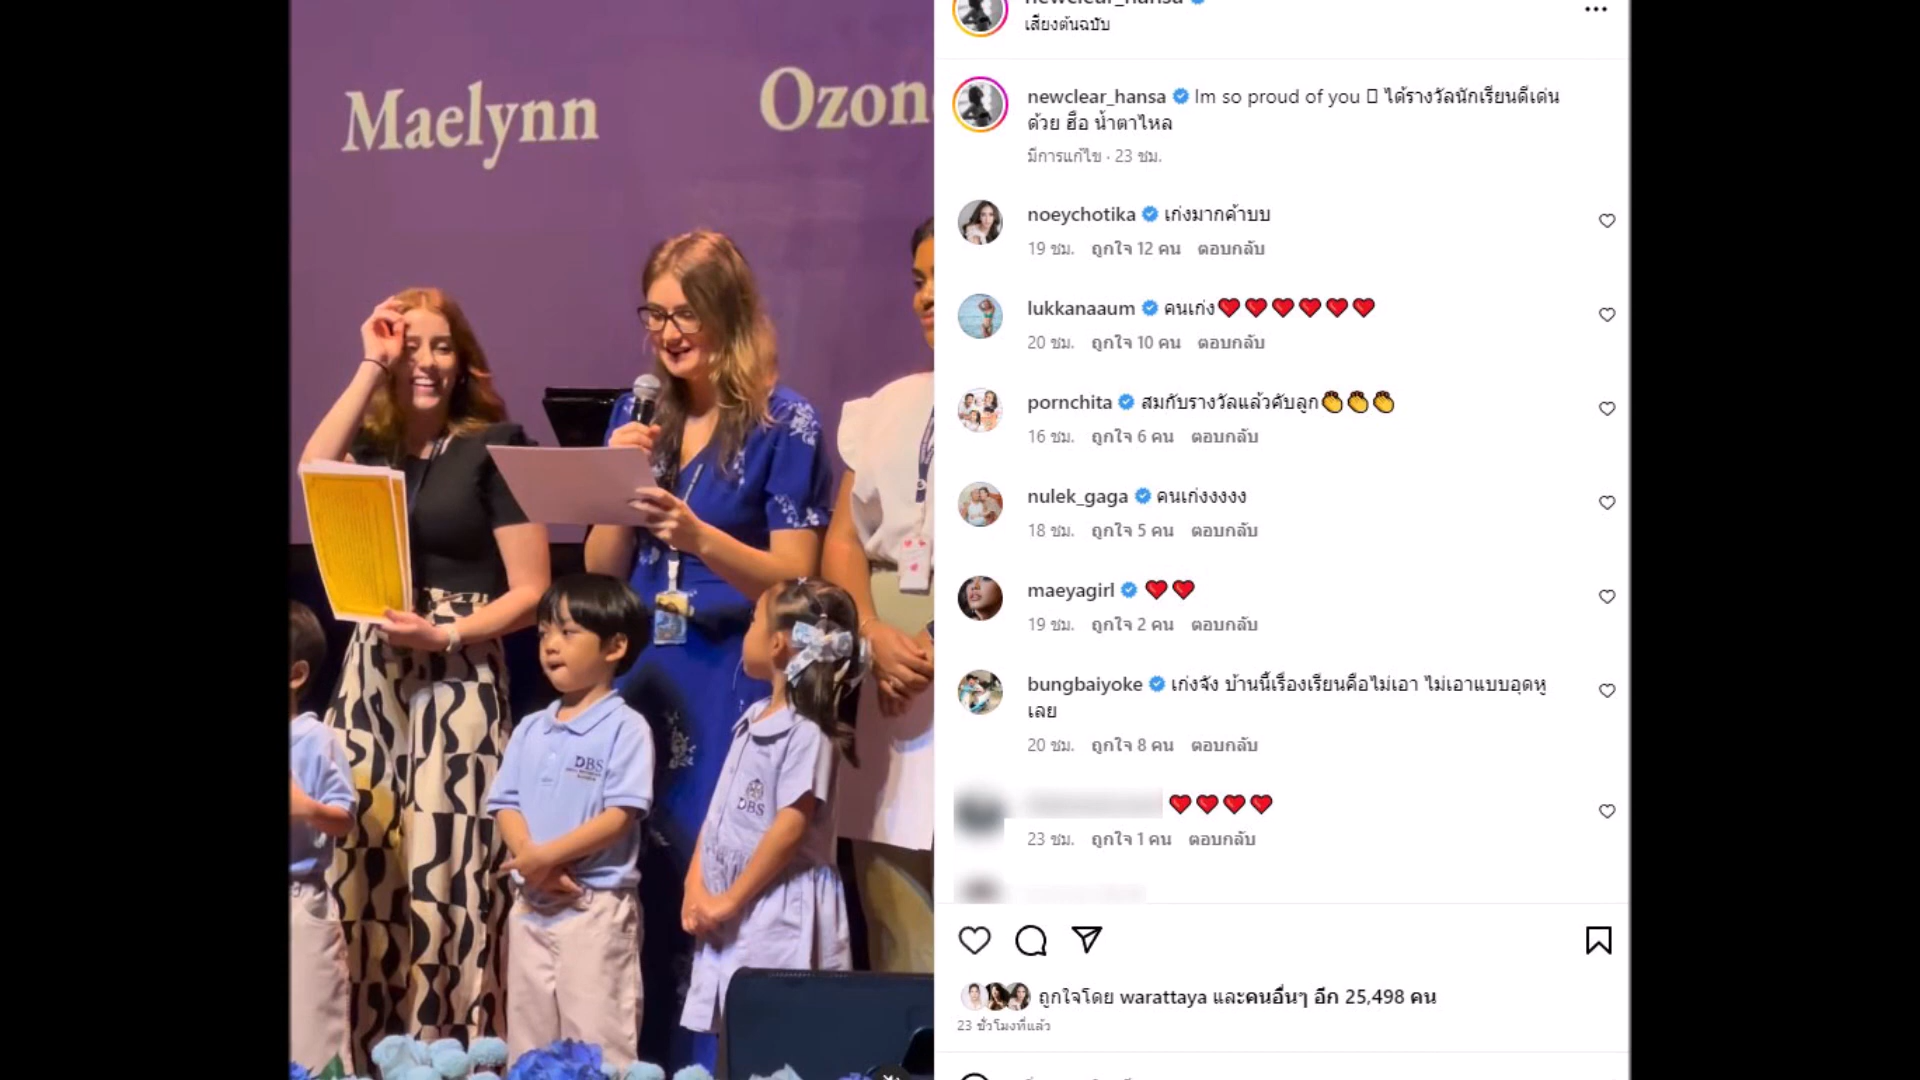 Maelynn
Ozon
DBS
DBS
เสียงต้นฉบับ
newclear_hansa Im so proud of you ▯ ได้รางวัลนักเรียนดีเด่น
ด้วย ฮือ น้ำตาไหล
มีการแก้ไข · 23 ชม.
noeychotika เก่งมากค้าบบ
19 ชม. ถูกใจ 12 คน ตอบกลับ
lukkanaaum คนเก่ง❤️❤️❤️❤️❤️❤️
20 ชม. ถูกใจ 10 คน ตอบกลับ
pornchita สมกับรางวัลแล้วคับลูก👏👏👏
16 ชม. ถูกใจ 6 คน ตอบกลับ
nulek_gaga คนเก่งงงงง
18 ชม. ถูกใจ 5 คน ตอบกลับ
maeyagirl ❤️❤️
19 ชม. ถูกใจ 2 คน ตอบกลับ
bungbaiyoke เก่งจัง บ้านนี้เรื่องเรียนคือไม่เอา ไม่เอาแบบอุดหู
เลย
20 ชม. ถูกใจ 8 คน ตอบกลับ
❤️❤️❤️❤️
23 ชม. ถูกใจ 1 คน ตอบกลับ
ถูกใจโดย warattaya และคนอื่นๆ อีก 25,498 คน
23 ชั่วโมงที่แล้ว